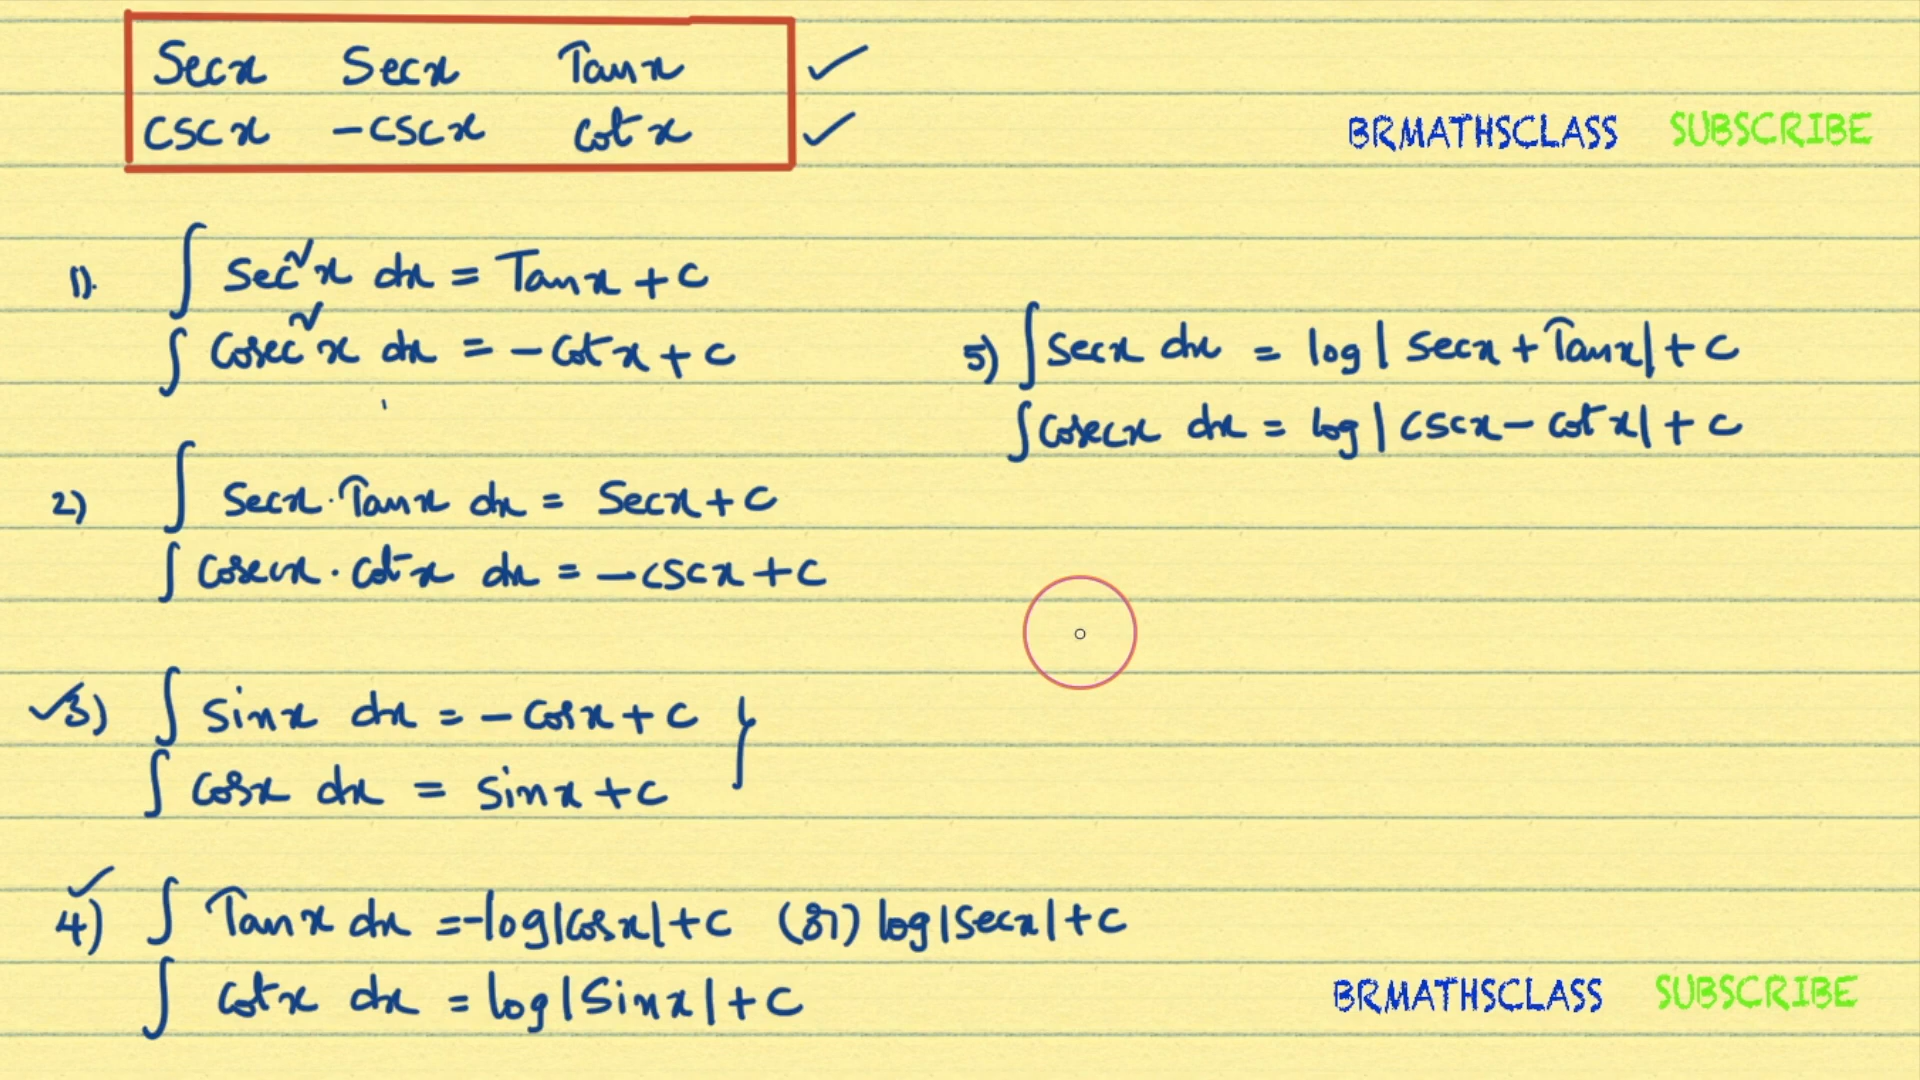 Secx Secx Tanx ✓
cscx -cscx cotx ✓
BRMATHSCLASS SUBSCRIBE
1). ∫ sec²x dx = Tanx + c
∫ cosec²x dx = - cotx + c
2) ∫ secx · Tanx dx = Secx + c
∫ cosecx · cotx dx = - cscx + c
✓3) ∫ sinx dx = - cosx + c }
∫ cosx dx = sinx + c
✓4) ∫ Tanx dx = -log|cosx| + c (or) log|secx| + c
∫ cotx dx = log|sinx| + c
5) ∫ secx dx = log| secx + Tanx| + c
∫ cosecx dx = log| cscx - cotx| + c
BRMATHSCLASS SUBSCRIBE